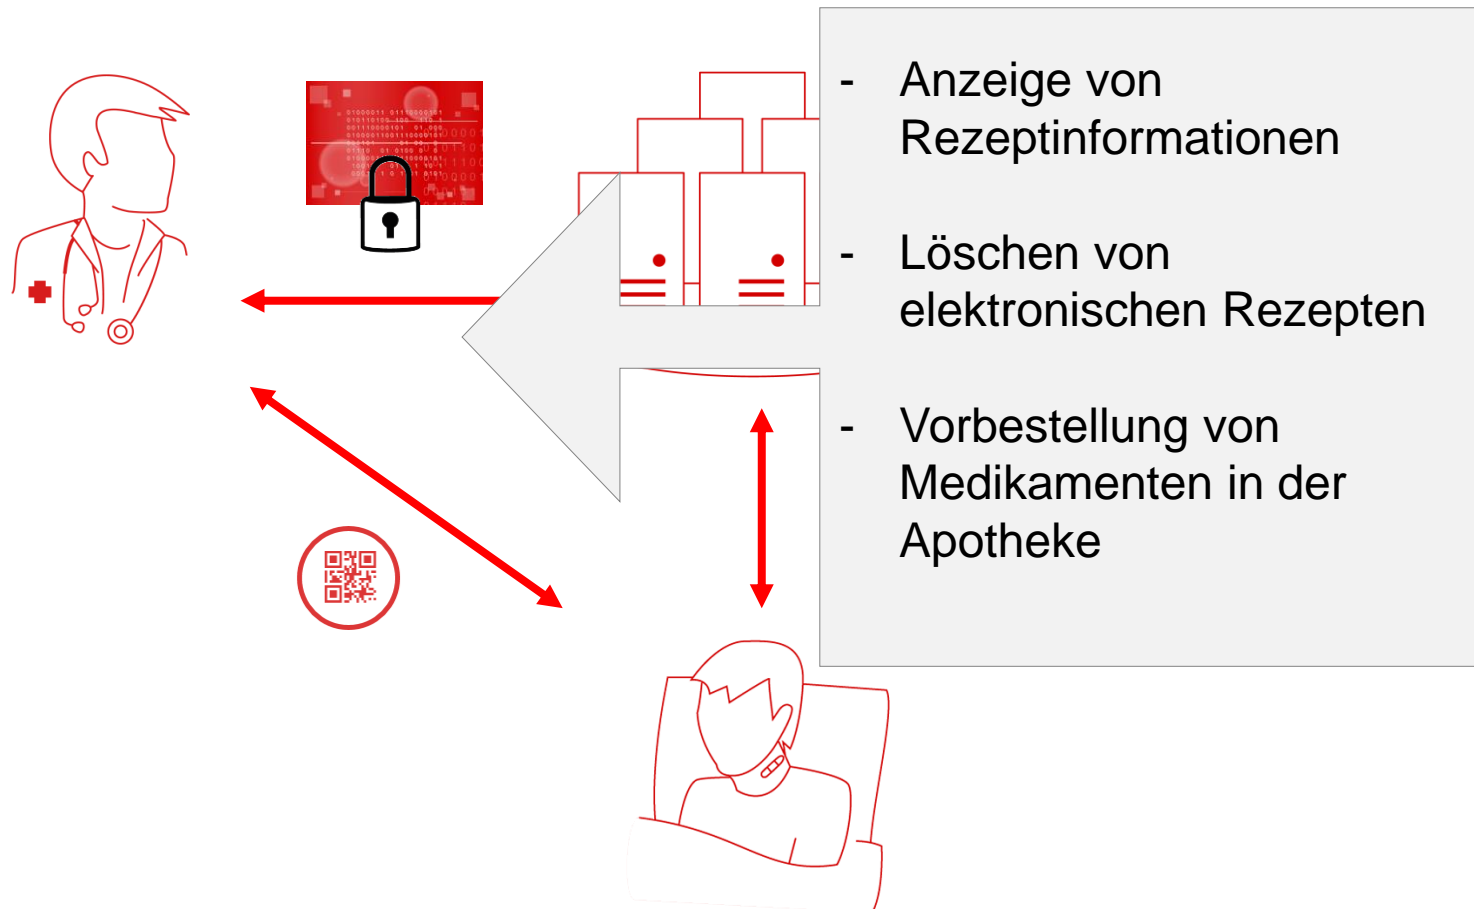 - Anzeige von
Rezeptinformationen
- Löschen von
elektronischen Rezepten
- Vorbestellung von
Medikamenten in der
Apotheke